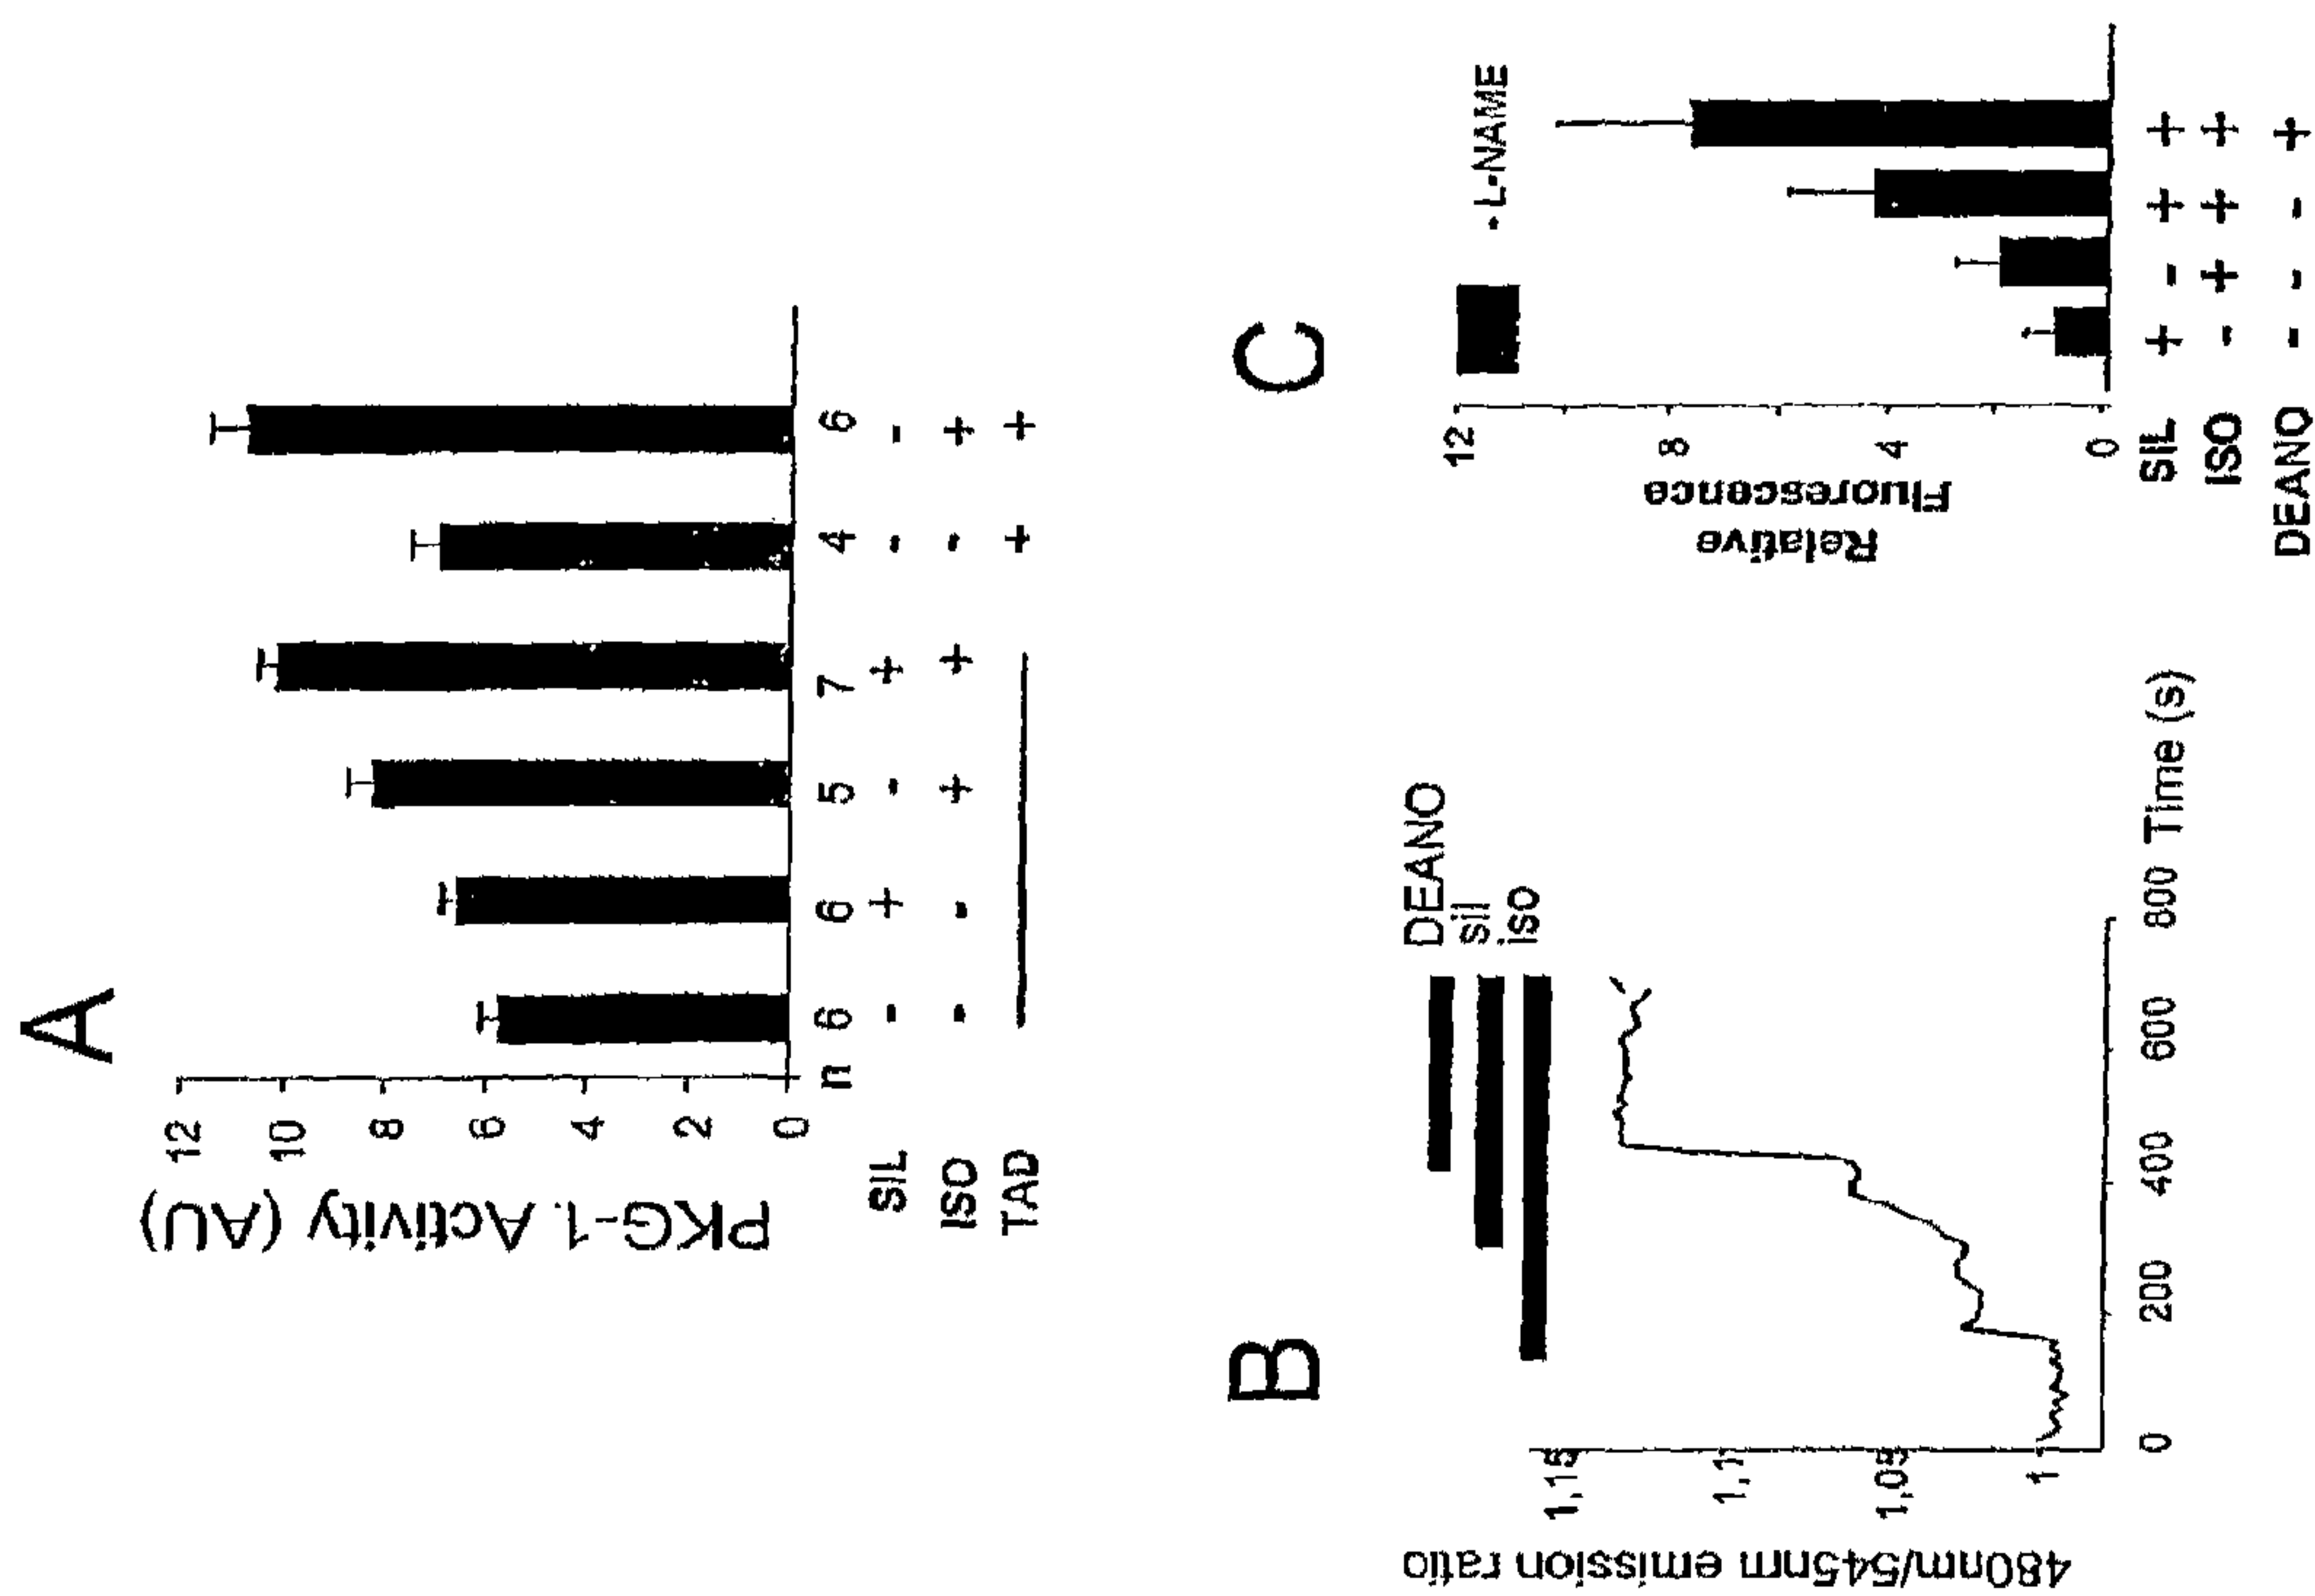 A
PKG-1 Activity (AU)
12
10
8
6
4
2
0
n 6 6 5 7 4 6
SIL - + - + - -
ISO - - + + - +
TAD + +
B
480nm/545nm emission ratio
1,15
1,1
1,05
1
0 200 400 600 800 Time (s)
DEANO
sil
iso
C
L-NAME
Relative
Fluorescence
12
8
4
0
SIL + - + +
ISO - + + +
DEANO - - - +